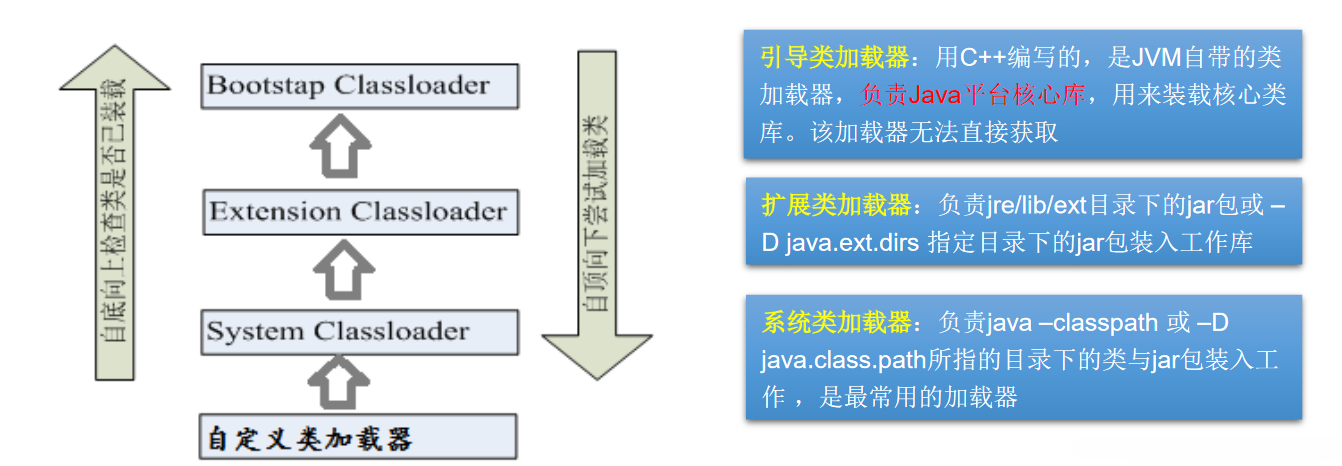 自底向上检查类是否已装载
Bootstap Classloader
Extension Classloader
System Classloader
自定义类加载器
自顶向下尝试加载类
引导类加载器：用C++编写的，是JVM自带的类
加载器，负责Java平台核心库，用来装载核心类
库。该加载器无法直接获取
扩展类加载器：负责jre/lib/ext目录下的jar包或 –
D java.ext.dirs 指定目录下的jar包装入工作库
系统类加载器：负责java –classpath 或 –D
java.class.path所指的目录下的类与jar包装入工
作 ，是最常用的加载器